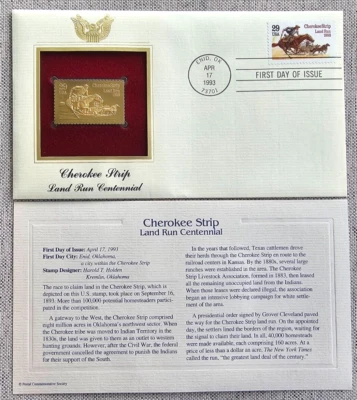 29
USA
Cherokee Strip
Land Run
1893
ENID, OK
APR
17
1993
73701
FIRST DAY OF ISSUE
Cherokee Strip
Land Run Centennial
Cherokee Strip
Land Run Centennial
First Day of Issue: April 17, 1993
First Day City: Enid, Oklahoma,
a city within the Cherokee Strip
Stamp Designer: Harold T. Holden
Kremlin, Oklahoma
The race to claim land in the Cherokee Strip, which is
depicted on this U.S. stamp, took place on September 16,
1893. More than 100,000 potential homesteaders partici-
pated in the competition.
A gateway to the West, the Cherokee Strip comprised
eight million acres in Oklahoma's northwest sector. When
the Cherokee tribe was moved to Indian Territory in the
1830s, the land was given to them as an outlet to western
hunting grounds. However, after the Civil War, the federal
government cancelled the agreement to punish the Indians
for their support of the South.
In the years that followed, Texas cattlemen drove
their herds through the Cherokee Strip en route to the
railroad centers in Kansas. By the 1880s, several large
ranches were established in the area. The Cherokee
Strip Livestock Association, formed in 1883, then leased
all the remaining unoccupied land from the Indians.
When these leases were declared illegal, the association
began an intensive lobbying campaign for white settle-
ment of the area.
A presidential order signed by Grover Cleveland paved
the way for the Cherokee Strip land run. On the appointed
day, the settlers lined the borders of the region, waiting for
the signal to claim their land. In all, 40,000 homesteads
were made available, each comprising 160 acres. At a
price of less than a dollar an acre, The New York Times
called the run, "the greatest land deal of the century."
© Postal Commemorative Society